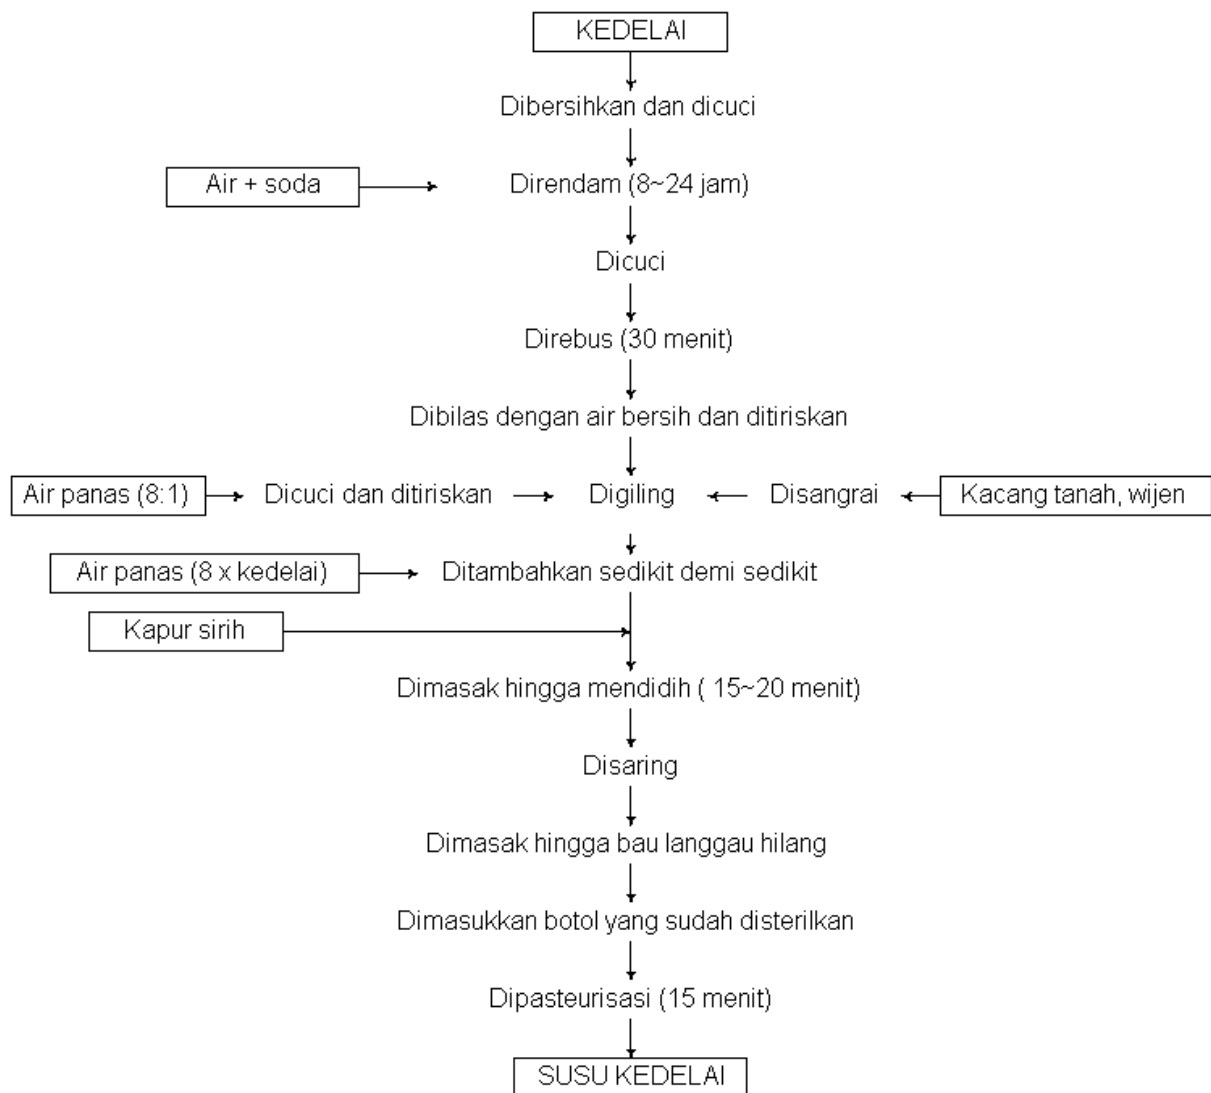 KEDELAI
Dibersihkan dan dicuci
Air + soda
Direndam (8~24 jam)
Dicuci
Direbus (30 menit)
Dibilas dengan air bersih dan ditiriskan
Air panas (8:1)
Dicuci dan ditiriskan
Digiling
Disangrai
Kacang tanah, wijen
Air panas (8 x kedelai)
Ditambahkan sedikit demi sedikit
Kapur sirih
Dimasak hingga mendidih ( 15~20 menit)
Disaring
Dimasak hingga bau langgau hilang
Dimasukkan botol yang sudah disterilkan
Dipasteurisasi (15 menit)
SUSU KEDELAI